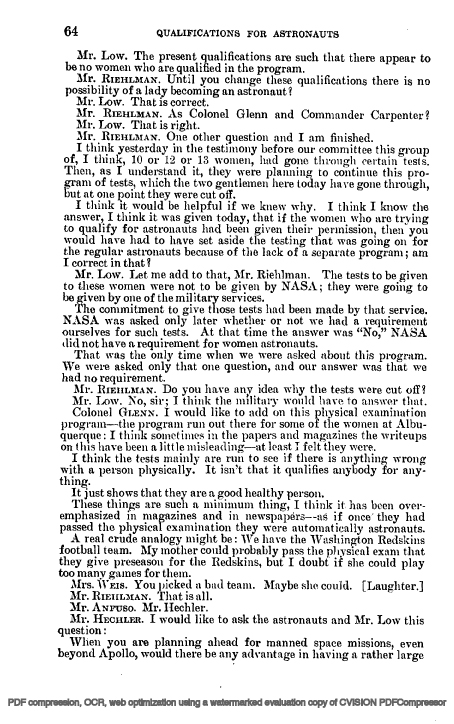 64 QUALIFICATIONS FOR ASTRONAUTS
Mr. Low. The present qualifications are such that there appear to
be no women who are qualified in the program.
Mr. RIEHLMAN. Until you change these qualifications there is no
possibility of a lady becoming an astronaut?
Mr. Low. That is correct.
Mr. RIEHLMAN. As Colonel Glenn and Commander Carpenter?
Mr. Low. That is right.
Mr. RIEHLMAN. One other question and I am finished.
I think yesterday in the testimony before our committee this group
of, I think, 10 or 12 or 13 women, had gone through certain tests.
Then, as I understand it, they were planning to continue this pro-
gram of tests, which the two gentlemen here today have gone through,
but at one point they were cut off.
I think it would be helpful if we knew why. I think I know the
answer, I think it was given today, that if the women who are trying
to qualify for astronauts had been given their permission, then you
would have had to have set aside the testing that was going on for
the regular astronauts because of the lack of a separate program; am
I correct in that?
Mr. Low. Let me add to that, Mr. Riehlman. The tests to be given
to these women were not to be given by NASA; they were going to
be given by one of the military services.
The commitment to give those tests had been made by that service.
NASA was asked only later whether or not we had a requirement
ourselves for such tests. At that time the answer was "No," NASA
did not have a requirement for women astronauts.
That was the only time when we were asked about this program.
We were asked only that one question, and our answer was that we
had no requirement.
Mr. RIEHLMAN. Do you have any idea why the tests were cut off?
Mr. Low. No, sir; I think the military would have to answer that.
Colonel GLENN. I would like to add on this physical examination
program—the program run out there for some of the women at Albu-
querque: I think sometimes in the papers and magazines the writeups
on this have been a little misleading—at least I felt they were.
I think the tests mainly are run to see if there is anything wrong
with a person physically. It isn't that it qualifies anybody for any-
thing.
It just shows that they are a good healthy person.
These things are such a minimum thing, I think it has been over-
emphasized in magazines and in newspapers—as if once they had
passed the physical examination they were automatically astronauts.
A real crude analogy might be: We have the Washington Redskins
football team. My mother could probably pass the physical exam that
they give preseason for the Redskins, but I doubt if she could play
too many games for them.
Mrs. WEIS. You picked a bad team. Maybe she could. [Laughter.]
Mr. RIEHLMAN. That is all.
Mr. ANFUSO. Mr. Hechler.
Mr. HECHLER. I would like to ask the astronauts and Mr. Low this
question:
When you are planning ahead for manned space missions, even
beyond Apollo, would there be any advantage in having a rather large
PDF compression, OCR, web optimization using a watermarked evaluation copy of CVISION PDFCompressor